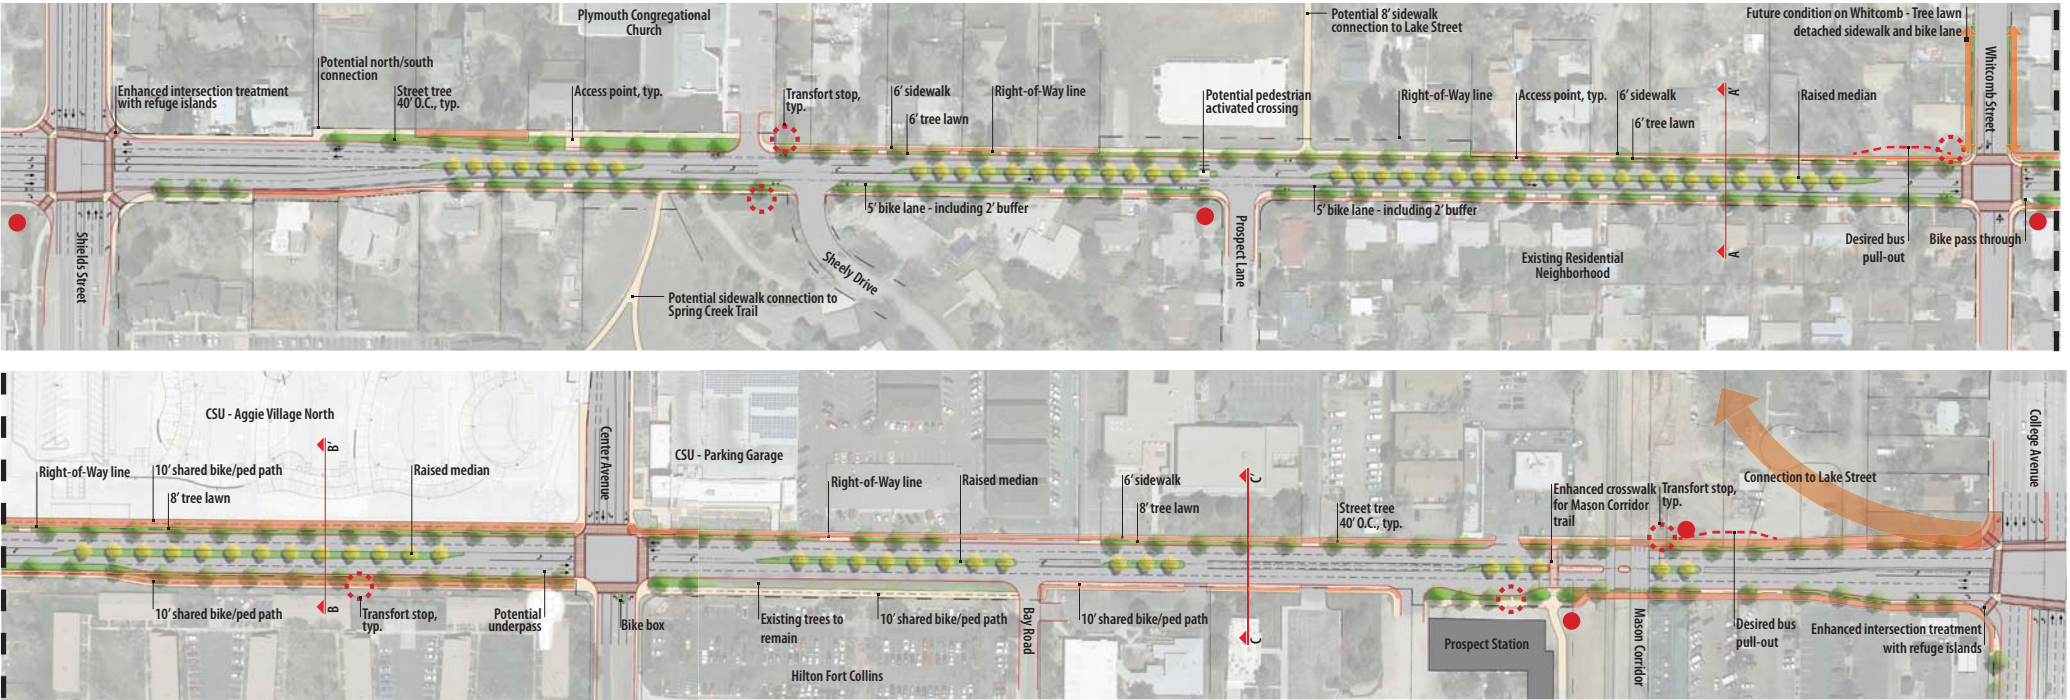 Plymouth Congregational
Church
Potential 8' sidewalk
connection to Lake Street
Future condition on Whitcomb - Tree lawn
detached sidewalk and bike lane
Potential north/south
connection
Enhanced intersection treatment
with refuge islands
Street tree
40' O.C., typ.
Access point, typ.
Transfort stop,
typ.
6' sidewalk
6' tree lawn
Right-of-Way line
Potential pedestrian
activated crossing
Right-of-Way line
Access point, typ.
6' sidewalk
6' tree lawn
A'
Raised median
Whitcomb Street
5' bike lane - including 2' buffer
5' bike lane - including 2' buffer
Shields Street
Sheely Drive
Prospect Lane
Potential sidewalk connection to
Spring Creek Trail
Existing Residential
Neighborhood
A
Desired bus
pull-out
Bike pass through
CSU - Aggie Village North
B'
Right-of-Way line
10' shared bike/ped path
8' tree lawn
Raised median
Center Avenue
CSU - Parking Garage
Right-of-Way line
Raised median
6' sidewalk
8' tree lawn
C'
Street tree
40' O.C., typ.
Enhanced crosswalk
for Mason Corridor
trail
Transfort stop,
typ.
Connection to Lake Street
College Avenue
10' shared bike/ped path
B
Transfort stop,
typ.
Potential
underpass
Bike box
Existing trees to
remain
10' shared bike/ped path
Bay Road
10' shared bike/ped path
C
Hilton Fort Collins
Prospect Station
Mason Corridor
Desired bus
pull-out
Enhanced intersection treatment
with refuge islands